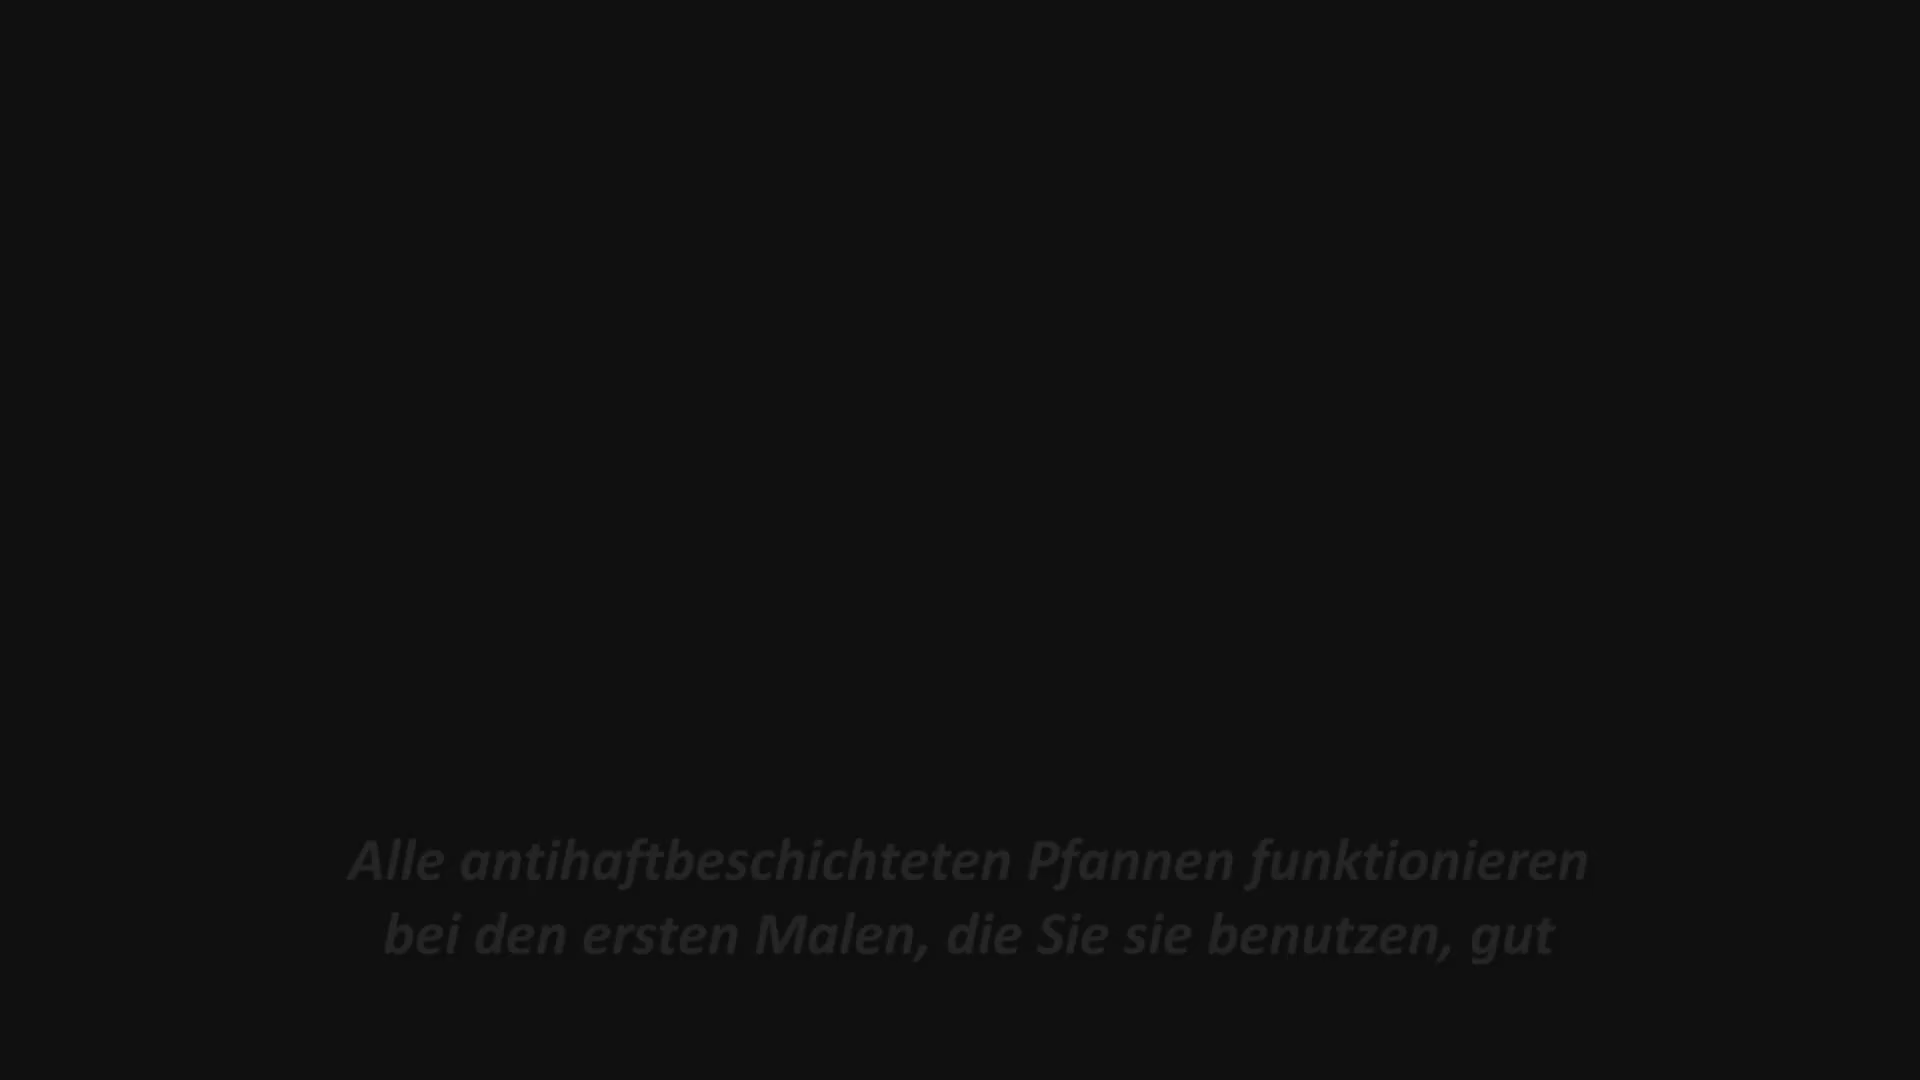 Alle antihaftbeschichteten Pfannen funktionieren
bei den ersten Malen, die Sie sie benutzen, gut